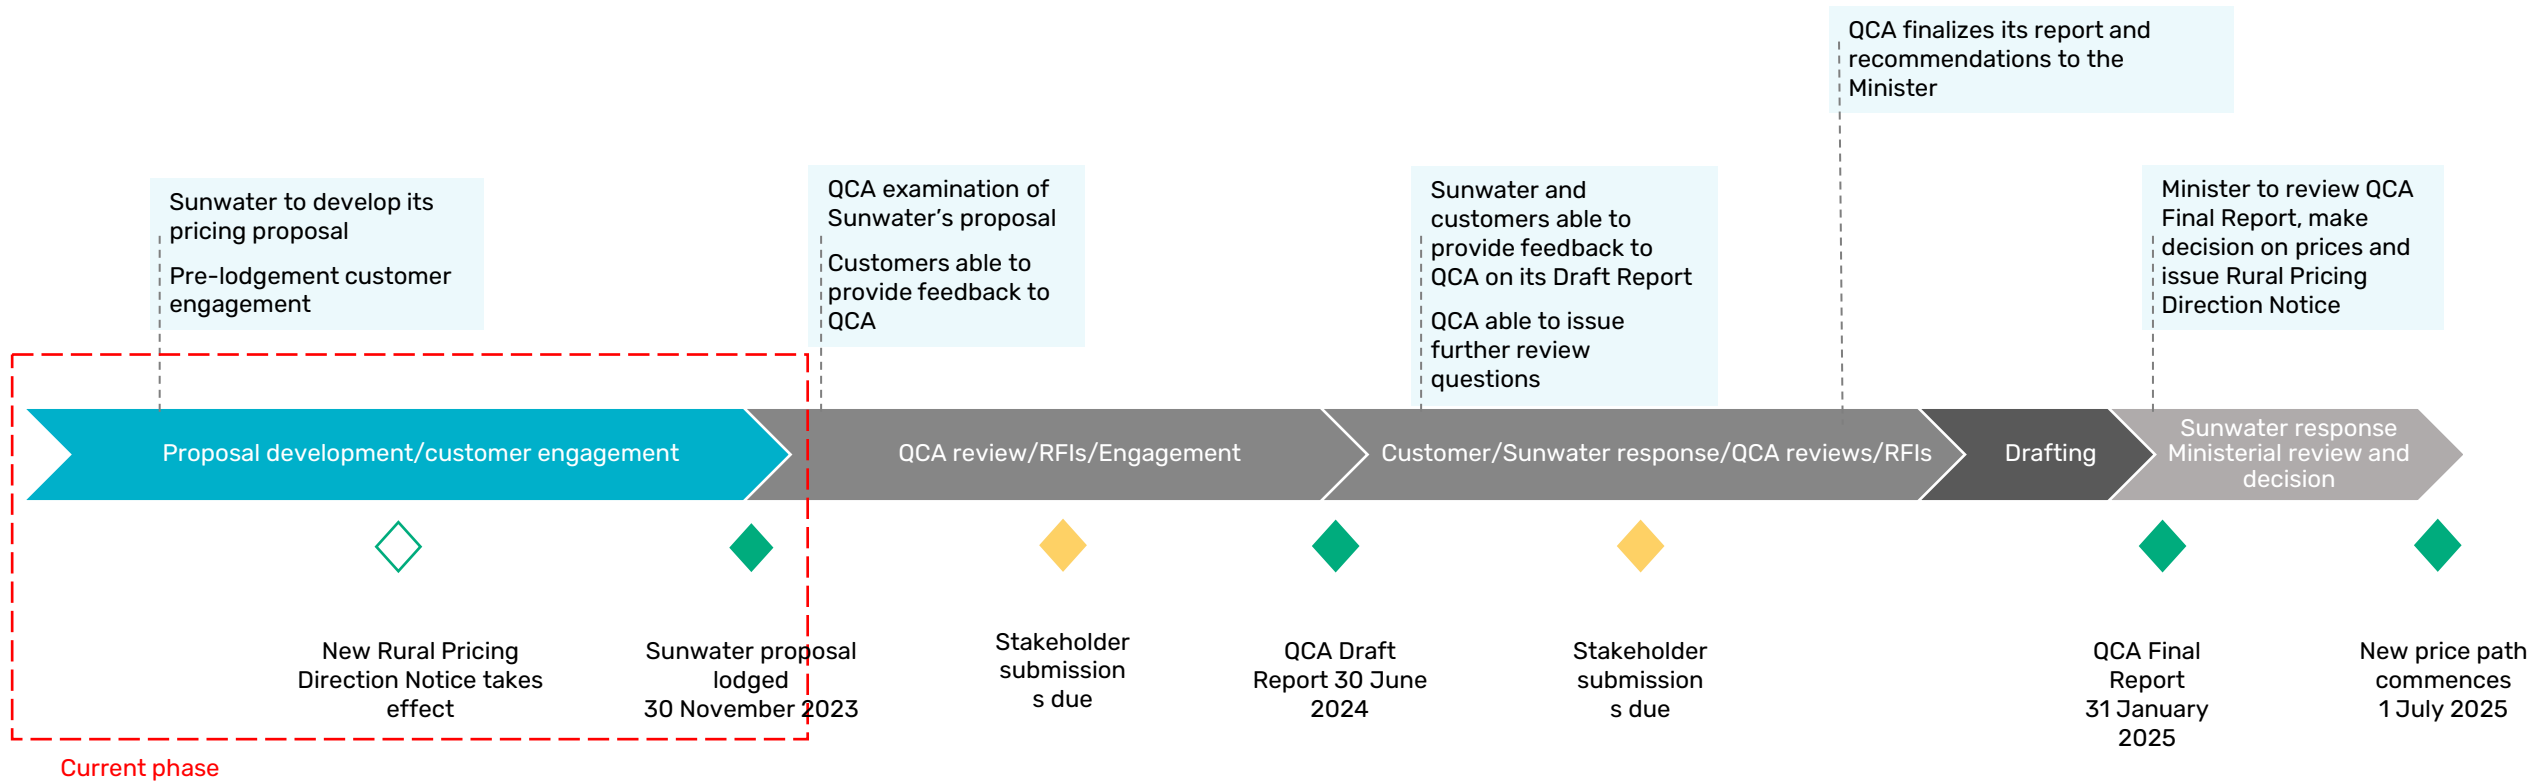 QCA finalizes its report and
recommendations to the
Minister
Sunwater to develop its
pricing proposal
Pre-lodgement customer
engagement
QCA examination of
Sunwater’s proposal
Customers able to
provide feedback to
QCA
Sunwater and
customers able to
provide feedback to
QCA on its Draft Report
QCA able to issue
further review
questions
Minister to review QCA
Final Report, make
decision on prices and
issue Rural Pricing
Direction Notice
Proposal development/customer engagement
QCA review/RFIs/Engagement
Customer/Sunwater response/QCA reviews/RFIs
Drafting
Sunwater response
Ministerial review and
decision
New Rural Pricing
Direction Notice takes
effect
Sunwater proposal
lodged
30 November 2023
Stakeholder
submission
s due
QCA Draft
Report 30 June
2024
Stakeholder
submission
s due
QCA Final
Report
31 January
2025
New price path
commences
1 July 2025
Current phase